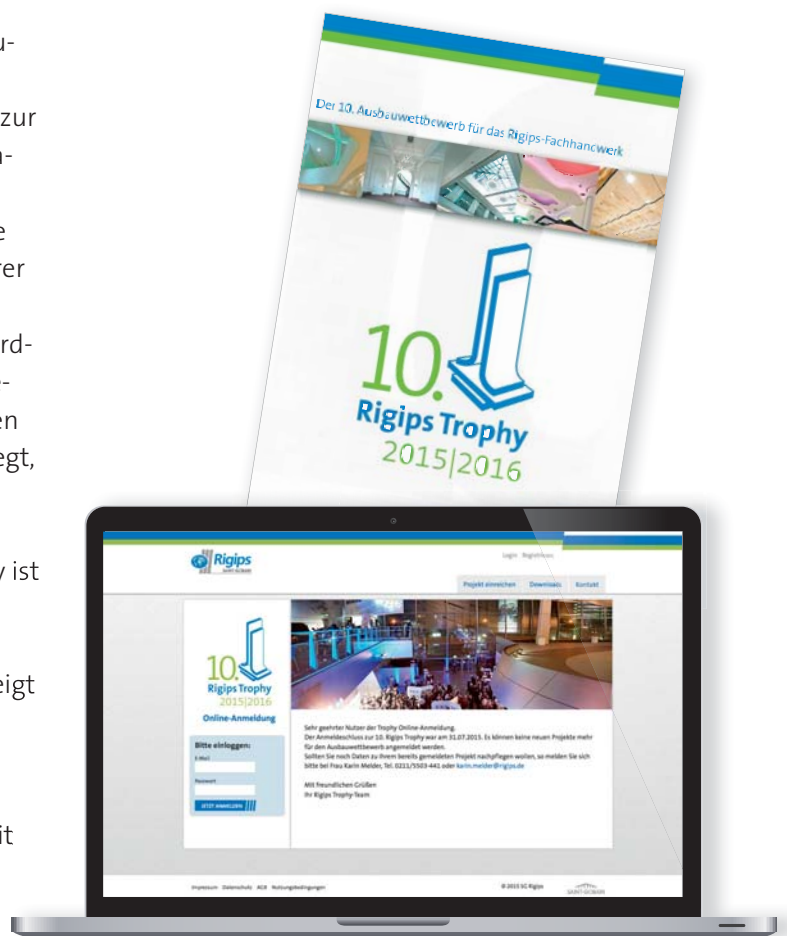 u-
zur
n-
e
rer
rd-
e-
en
egt,
y ist
eigt
it
Der 10. Ausbauwettbewerb für das Rigips-Fachhandwerk
10.
Rigips Trophy
2015|2016
Rigips
SAINT-GOBAIN
Login Registrieren
Projekt einreichen Downloads Kontakt
10.
Rigips Trophy
2015|2016
Online-Anmeldung
Bitte einloggen:
E-Mail
Passwort
JETZT ANMELDEN
Sehr geehrter Nutzer der Trophy Online-Anmeldung.
Der Anmeldeschluss zur 10. Rigips Trophy war am 31.07.2015. Es können keine neuen Projekte mehr
für den Ausbauwettbewerb angemeldet werden.
Sollten Sie noch Daten zu Ihrem bereits gemeldeten Projekt nachpflegen wollen, so melden Sie sich
bitte bei Frau Karin Melder, Tel. 0211/5503-441 oder karin.melder@rigips.de
Mit freundlichen Grüßen
Ihr Rigips Trophy-Team
Impressum Datenschutz AGB Nutzungsbedingungen
© 2015 SG Rigips
SAINT-GOBAIN